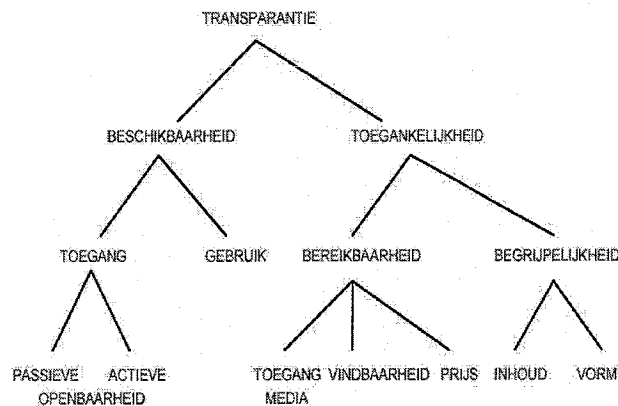 TRANSPARANTIE
BESCHIKBAARHEID TOEGANKELIJKHEID
TOEGANG GEBRUIK BEREIKBAARHEID BEGRIJPELIJKHEID
PASSIEVE ACTIEVE TOEGANG VINDBAARHEID PRIJS INHOUD VORM
OPENBAARHEID MEDIA